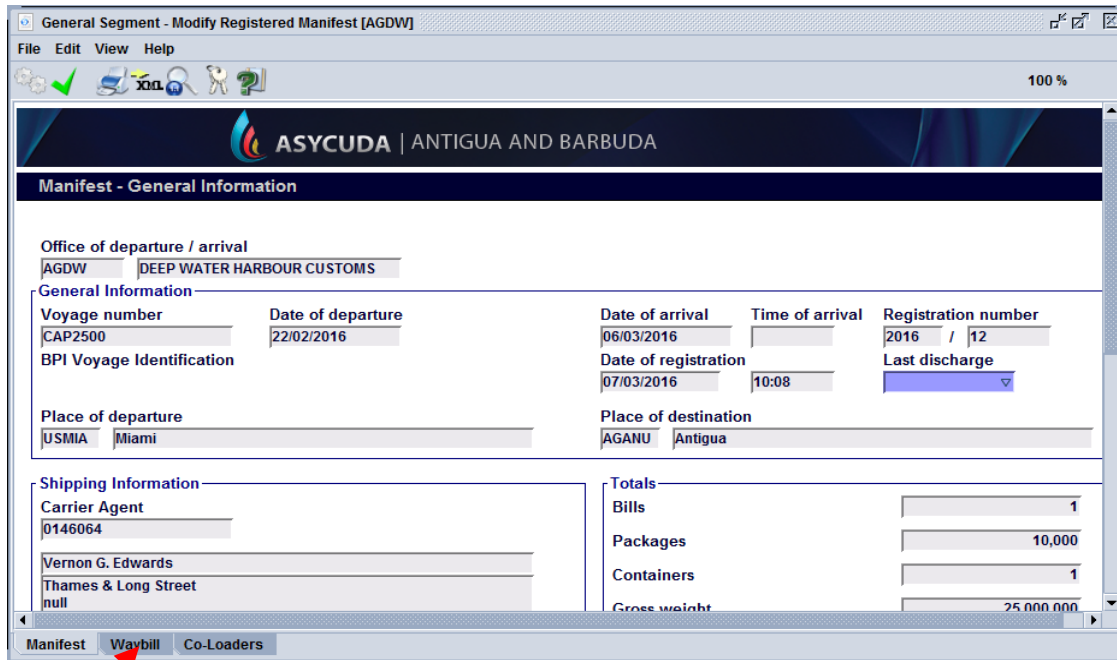 General Segment - Modify Registered Manifest [AGDW]
File Edit View Help
XML
100 %
ASYCUDA | ANTIGUA AND BARBUDA
Manifest - General Information
Office of departure / arrival
AGDW DEEP WATER HARBOUR CUSTOMS
General Information
Voyage number Date of departure Date of arrival Time of arrival Registration number
CAP2500 22/02/2016 06/03/2016 2016 / 12
BPI Voyage Identification Date of registration Last discharge
07/03/2016 10:08
Place of departure Place of destination
USMIA Miami AGANU Antigua
Shipping Information Totals
Carrier Agent Bills 1
0146064
Packages 10,000
Vernon G. Edwards
Thames & Long Street Containers 1
null
Gross weight 25,000.000
Manifest Waybill Co-Loaders